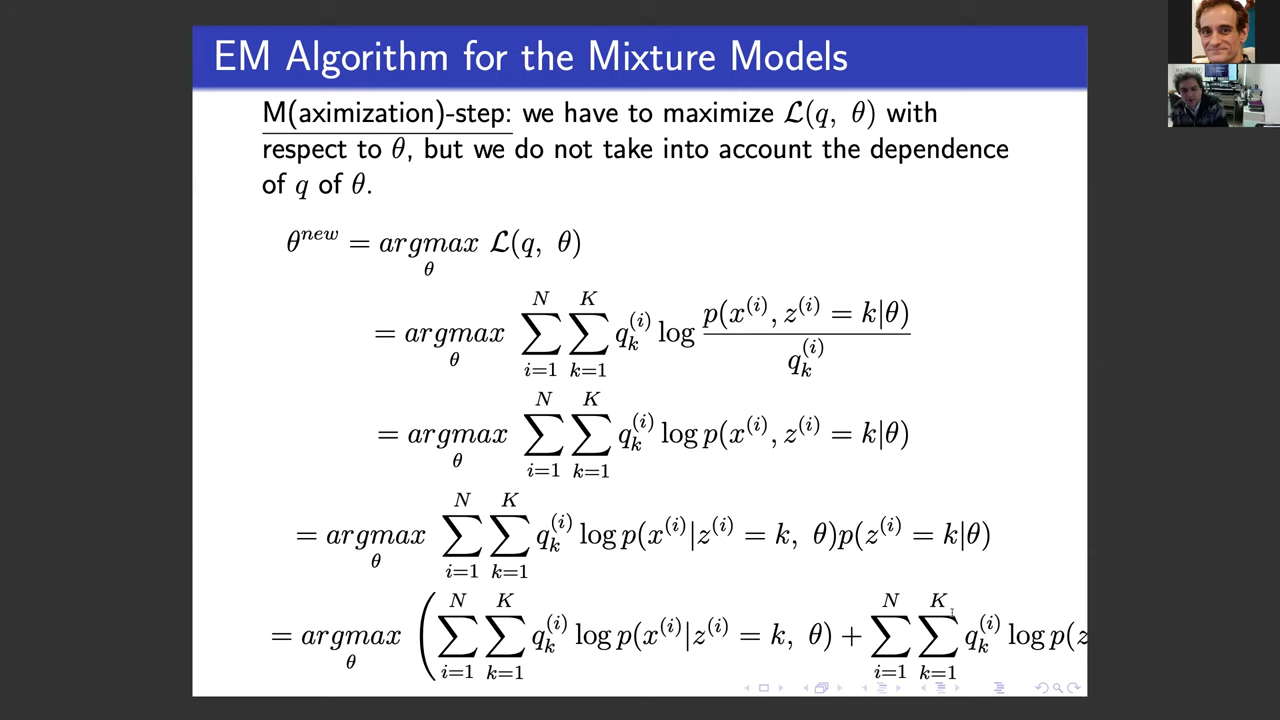 EM Algorithm for the Mixture Models
M(aximization)-step: we have to maximize ℒ(q, θ) with
respect to θ, but we do not take into account the dependence
of q of θ.
θ^{new} = argmax_θ ℒ(q, θ)
= argmax_θ ∑_{i=1}^{N} ∑_{k=1}^{K} q_k^{(i)} log p(x^{(i)}, z^{(i)} = k|θ) / q_k^{(i)}
= argmax_θ ∑_{i=1}^{N} ∑_{k=1}^{K} q_k^{(i)} log p(x^{(i)}, z^{(i)} = k|θ)
= argmax_θ ∑_{i=1}^{N} ∑_{k=1}^{K} q_k^{(i)} log p(x^{(i)}|z^{(i)} = k, θ)p(z^{(i)} = k|θ)
= argmax_θ ( ∑_{i=1}^{N} ∑_{k=1}^{K} q_k^{(i)} log p(x^{(i)}|z^{(i)} = k, θ) + ∑_{i=1}^{N} ∑_{k=1}^{K} q_k^{(i)} log p(z